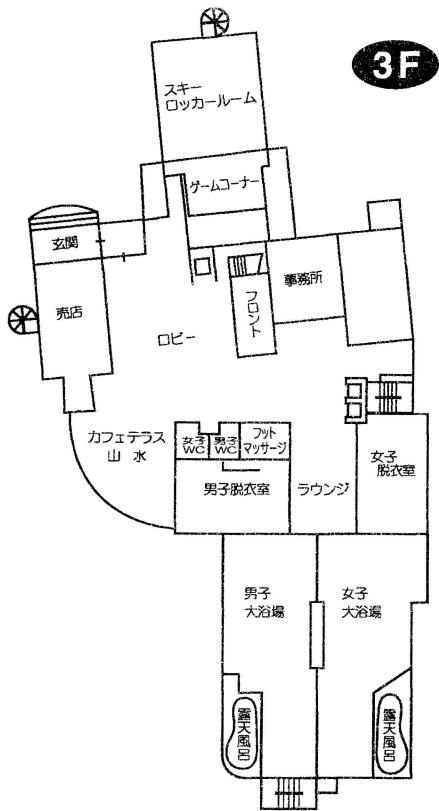 3F
スキー
ロッカールーム
ゲームコーナー
玄関
売店
事務所
フロント
ロビー
カフェテラス
山水
女子
WC
男子
WC
フット
マッサージ
女子
脱衣室
男子脱衣室
ラウンジ
男子
大浴場
女子
大浴場
露天風呂
露天風呂